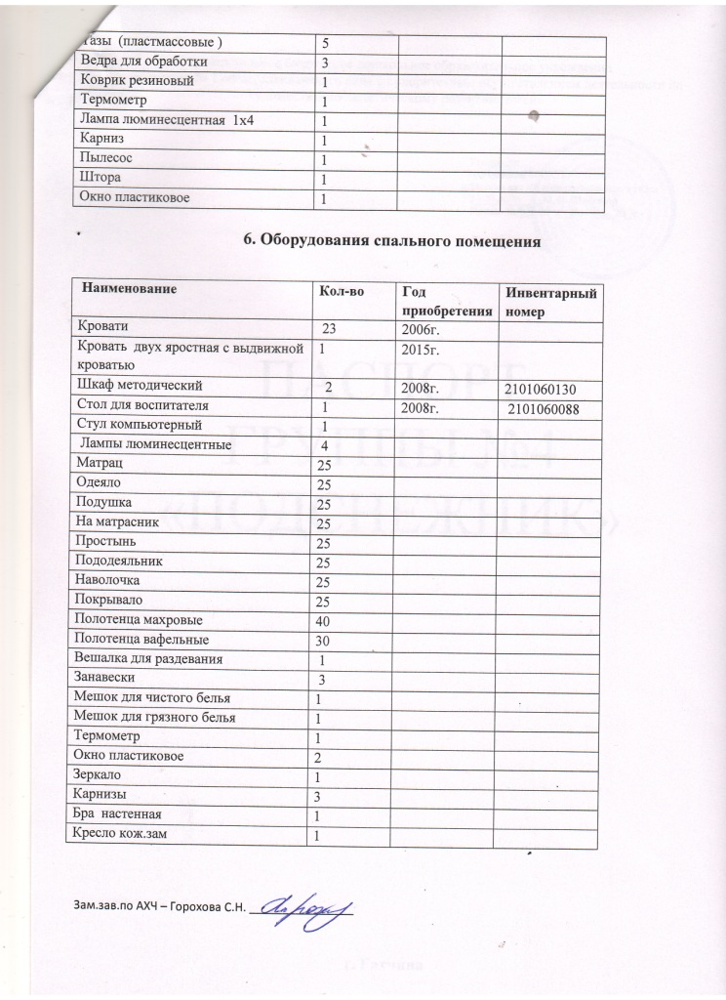 Тазы (пластмассовые ) 5
Ведра для обработки 3
Коврик резиновый 1
Термометр 1
Лампа люминесцентная 1х4 1
Карниз 1
Пылесос 1
Штора 1
Окно пластиковое 1
6. Оборудования спального помещения
Наименование Кол-во Год Инвентарный
приобретения номер
Кровати 23 2006г.
Кровать двух яростная с выдвижной 1 2015г.
кроватью
Шкаф методический 2 2008г. 2101060130
Стол для воспитателя 1 2008г. 2101060088
Стул компьютерный 1
Лампы люминесцентные 4
Матрац 25
Одеяло 25
Подушка 25
На матрасник 25
Простынь 25
Пододеяльник 25
Наволочка 25
Покрывало 25
Полотенца махровые 40
Полотенца вафельные 30
Вешалка для раздевания 1
Занавески 3
Мешок для чистого белья 1
Мешок для грязного белья 1
Термометр 1
Окно пластиковое 2
Зеркало 1
Карнизы 3
Бра настенная 1
Кресло кож.зам 1
ПАСПОРТ
ГРУППЫ №4
«ПОДСНЕЖНИК»
Зам.зав.по АХЧ – Горохова С.Н.